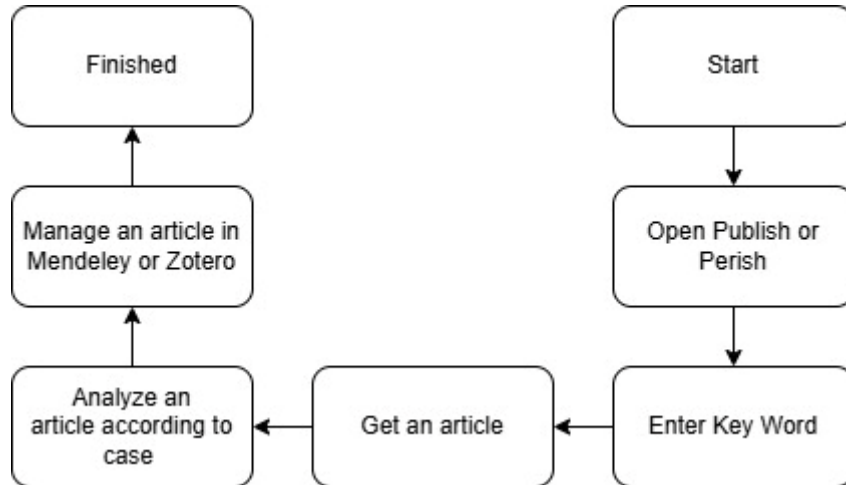 Finished
Start
Manage an article in
Mendeley or Zotero
Open Publish or
Perish
Analyze an
article according to
case
Get an article
Enter Key Word